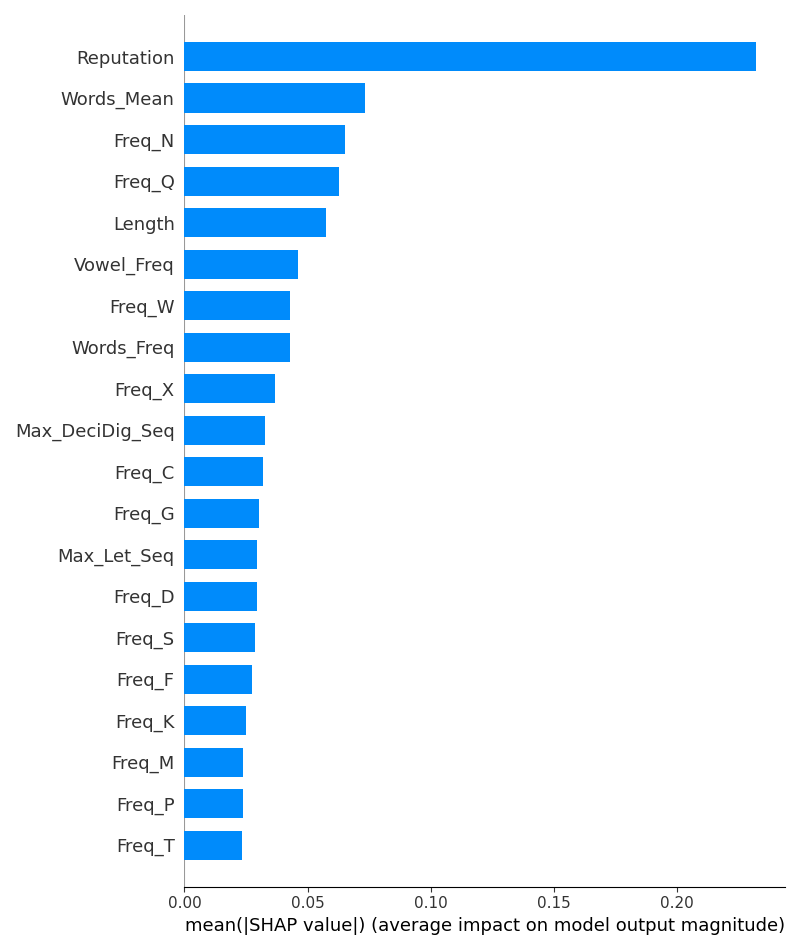 Reputation
Words_Mean
Freq_N
Freq_Q
Length
Vowel_Freq
Freq_W
Words_Freq
Freq_X
Max_DeciDig_Seq
Freq_C
Freq_G
Max_Let_Seq
Freq_D
Freq_S
Freq_F
Freq_K
Freq_M
Freq_P
Freq_T
0.00 0.05 0.10 0.15 0.20
mean(|SHAP value|) (average impact on model output magnitude)